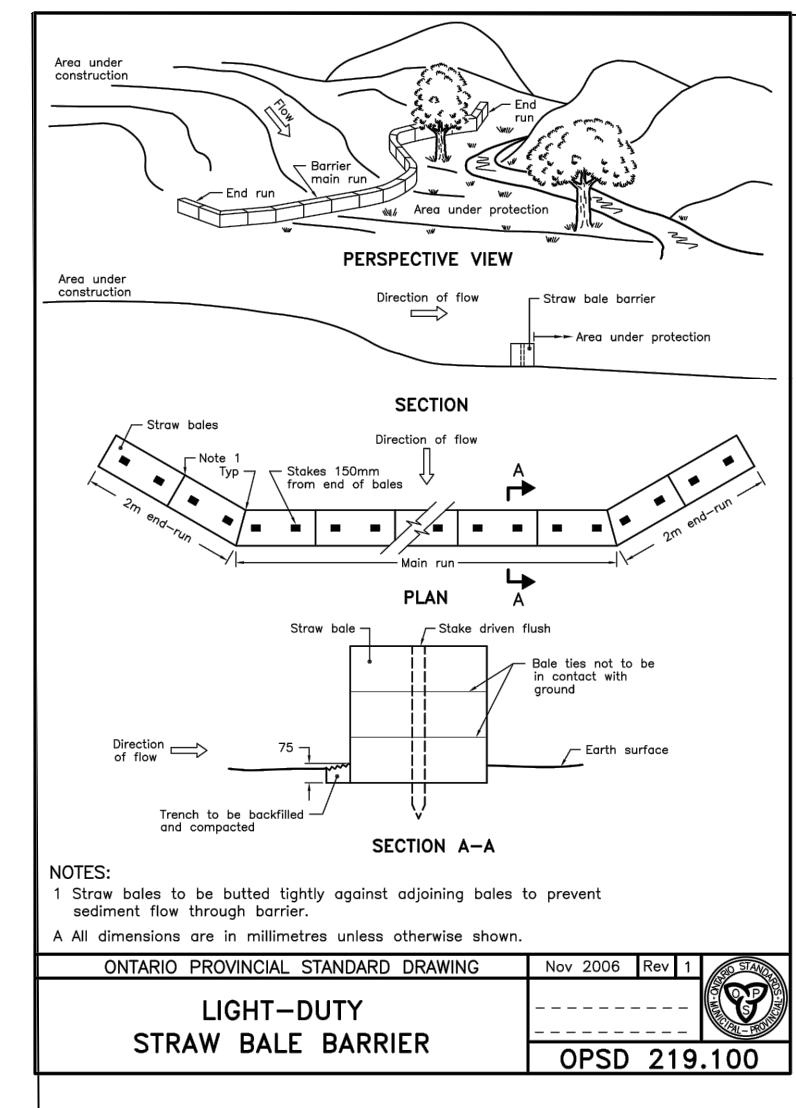 Area under
construction
Flow
End
run
Barrier
main run
End run
Area under protection
PERSPECTIVE VIEW
Area under
construction
Direction of flow
Straw bale barrier
Area under protection
SECTION
Straw bales
Direction of flow
Note 1
Typ
Stakes 150mm
from end of bales
A
2m end-run
2m end-run
Main run
PLAN
A
Straw bale
Stake driven flush
Bale ties not to be
in contact with
ground
Direction
of flow
75
Earth surface
Trench to be backfilled
and compacted
SECTION A-A
NOTES:
1 Straw bales to be butted tightly against adjoining bales to prevent
sediment flow through barrier.
A All dimensions are in millimetres unless otherwise shown.
ONTARIO PROVINCIAL STANDARD DRAWING
Nov 2006 Rev 1
LIGHT-DUTY
STRAW BALE BARRIER
ONTARIO STANDARDS
MUNICIPAL-PROVINCIAL
OPS
OPSD 219.100